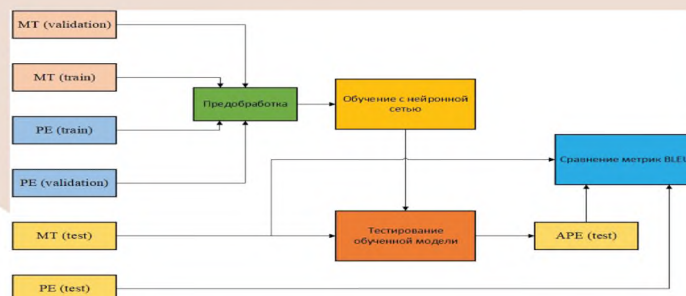 MT (validation)
MT (train)
PE (train)
PE (validation)
MT (test)
PE (test)
Предобработка
Обучение с нейронной
сетью
Тестирование
обученной модели
APE (test)
Сравнение метрик BLEU